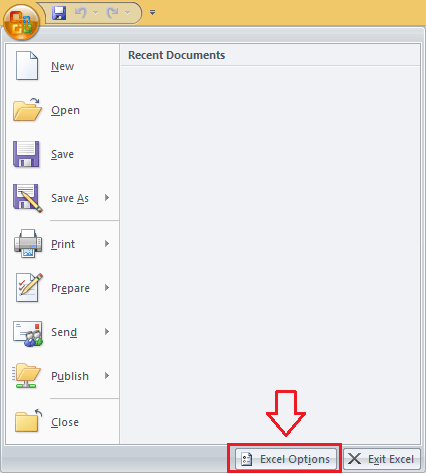 Recent Documents
New
Open
Save
Save As
Print
Prepare
Send
Publish
Close
Excel Options
Exit Excel